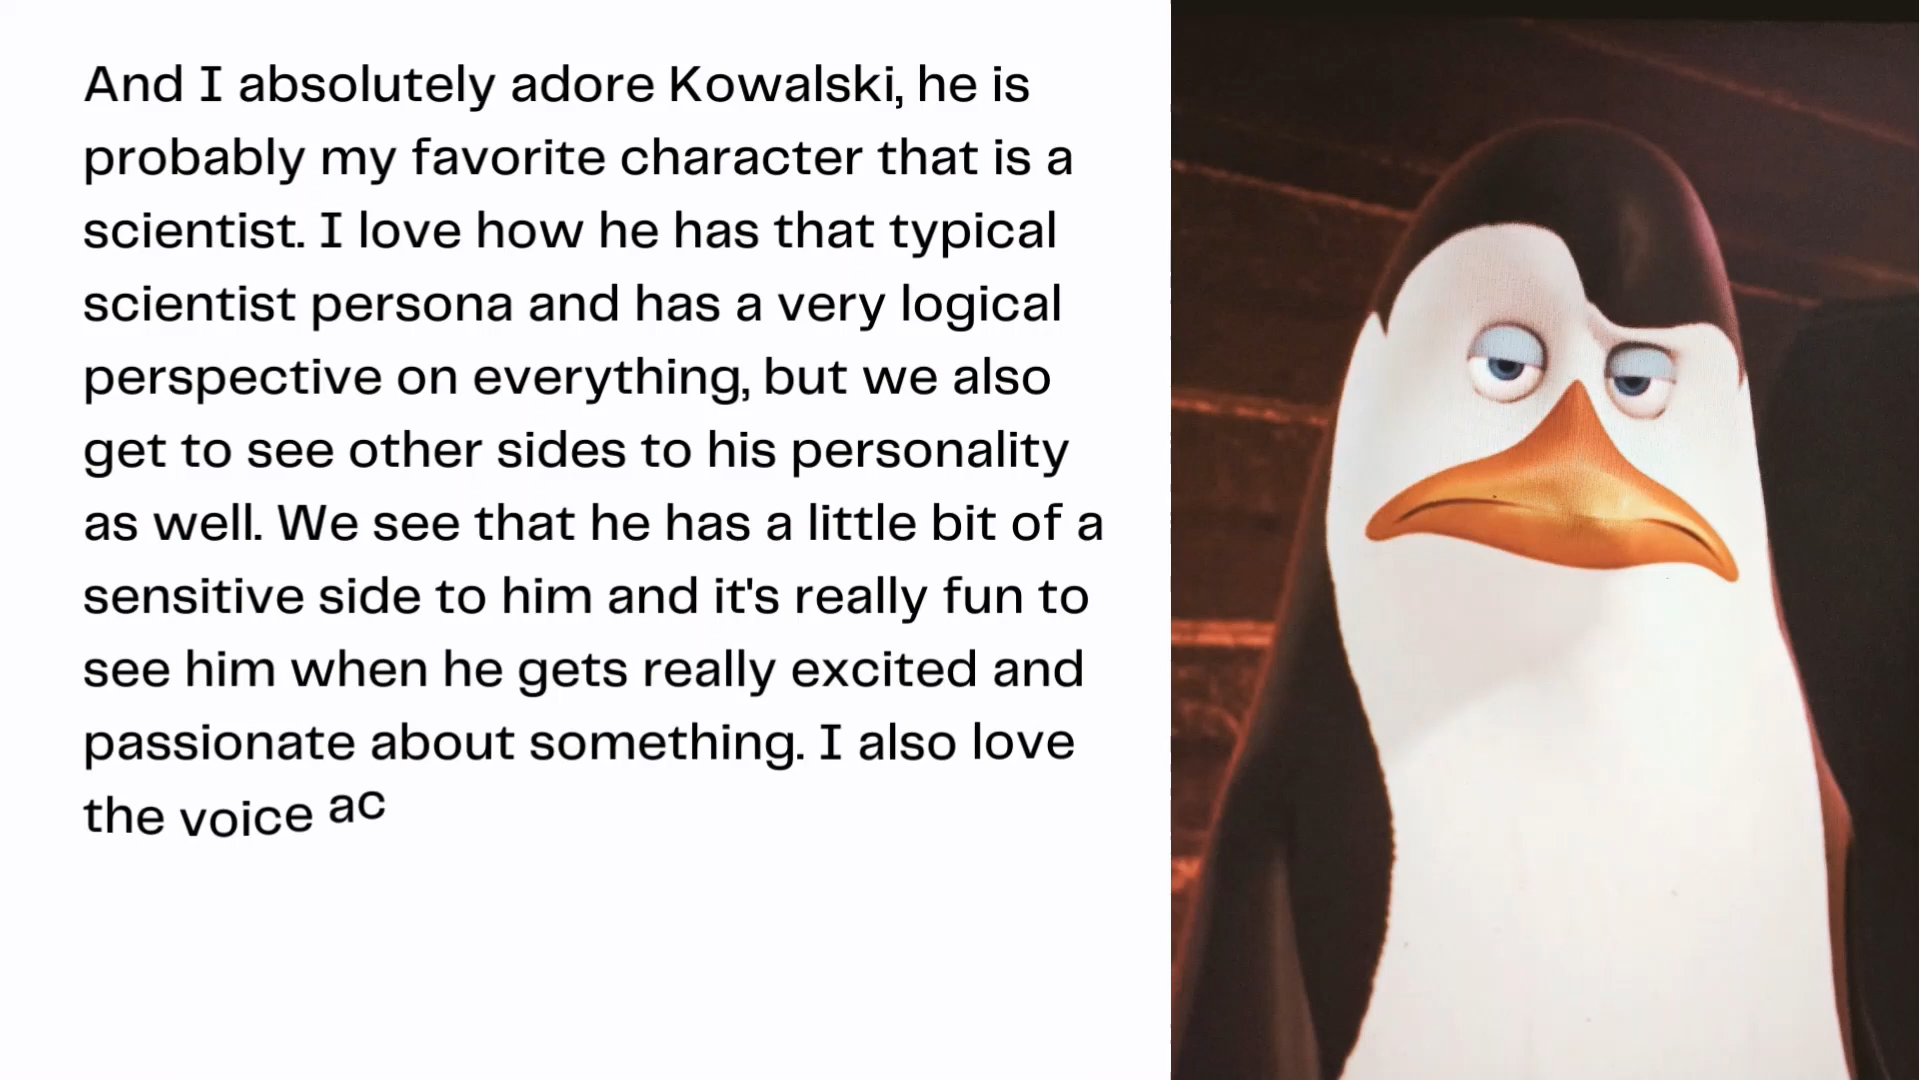 And I absolutely adore Kowalski, he is
probably my favorite character that is a
scientist. I love how he has that typical
scientist persona and has a very logical
perspective on everything, but we also
get to see other sides to his personality
as well. We see that he has a little bit of a
sensitive side to him and it's really fun to
see him when he gets really excited and
passionate about something. I also love
the voice ac